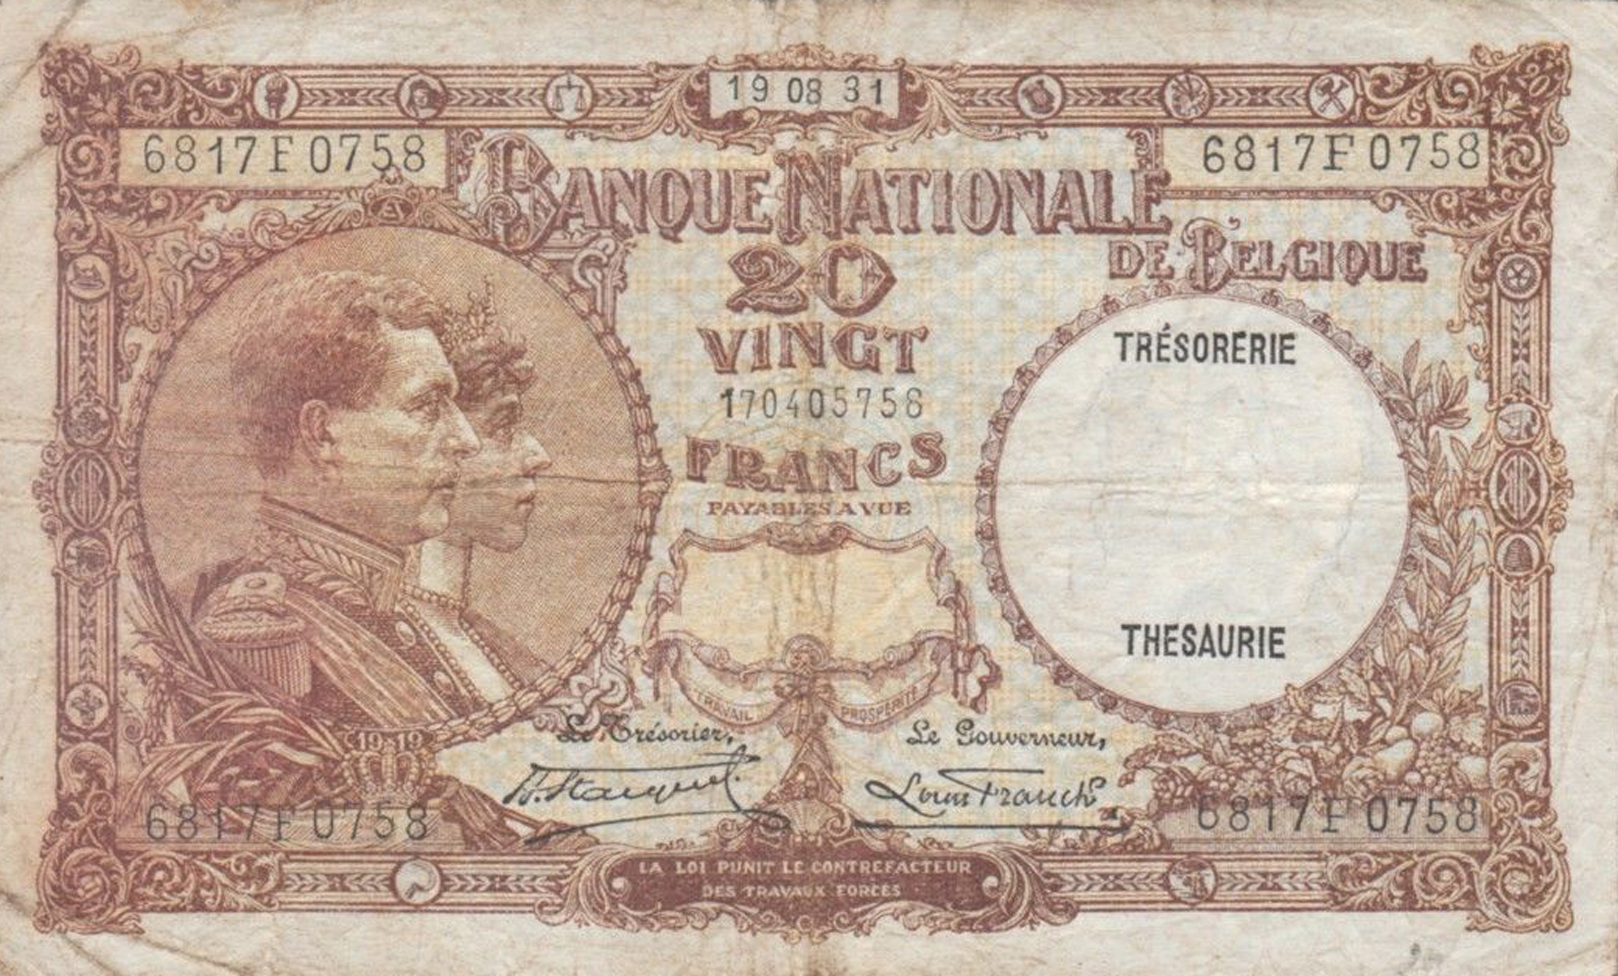 19 08 31
6817F0758
6817F0758
BANQUE NATIONALE
DE BELGIQUE
20
VINGT
170405758
FRANCS
PAYABLES A VUE
TRÉSORERIE
THESAURIE
TRAVAIL
PROSPÉRITÉ
Le Trésorier,
Le Gouverneur,
1919
Louis Franck
6817F0758
6817F0758
LA LOI PUNIT LE CONTREFACTEUR
DES TRAVAUX FORCÉS